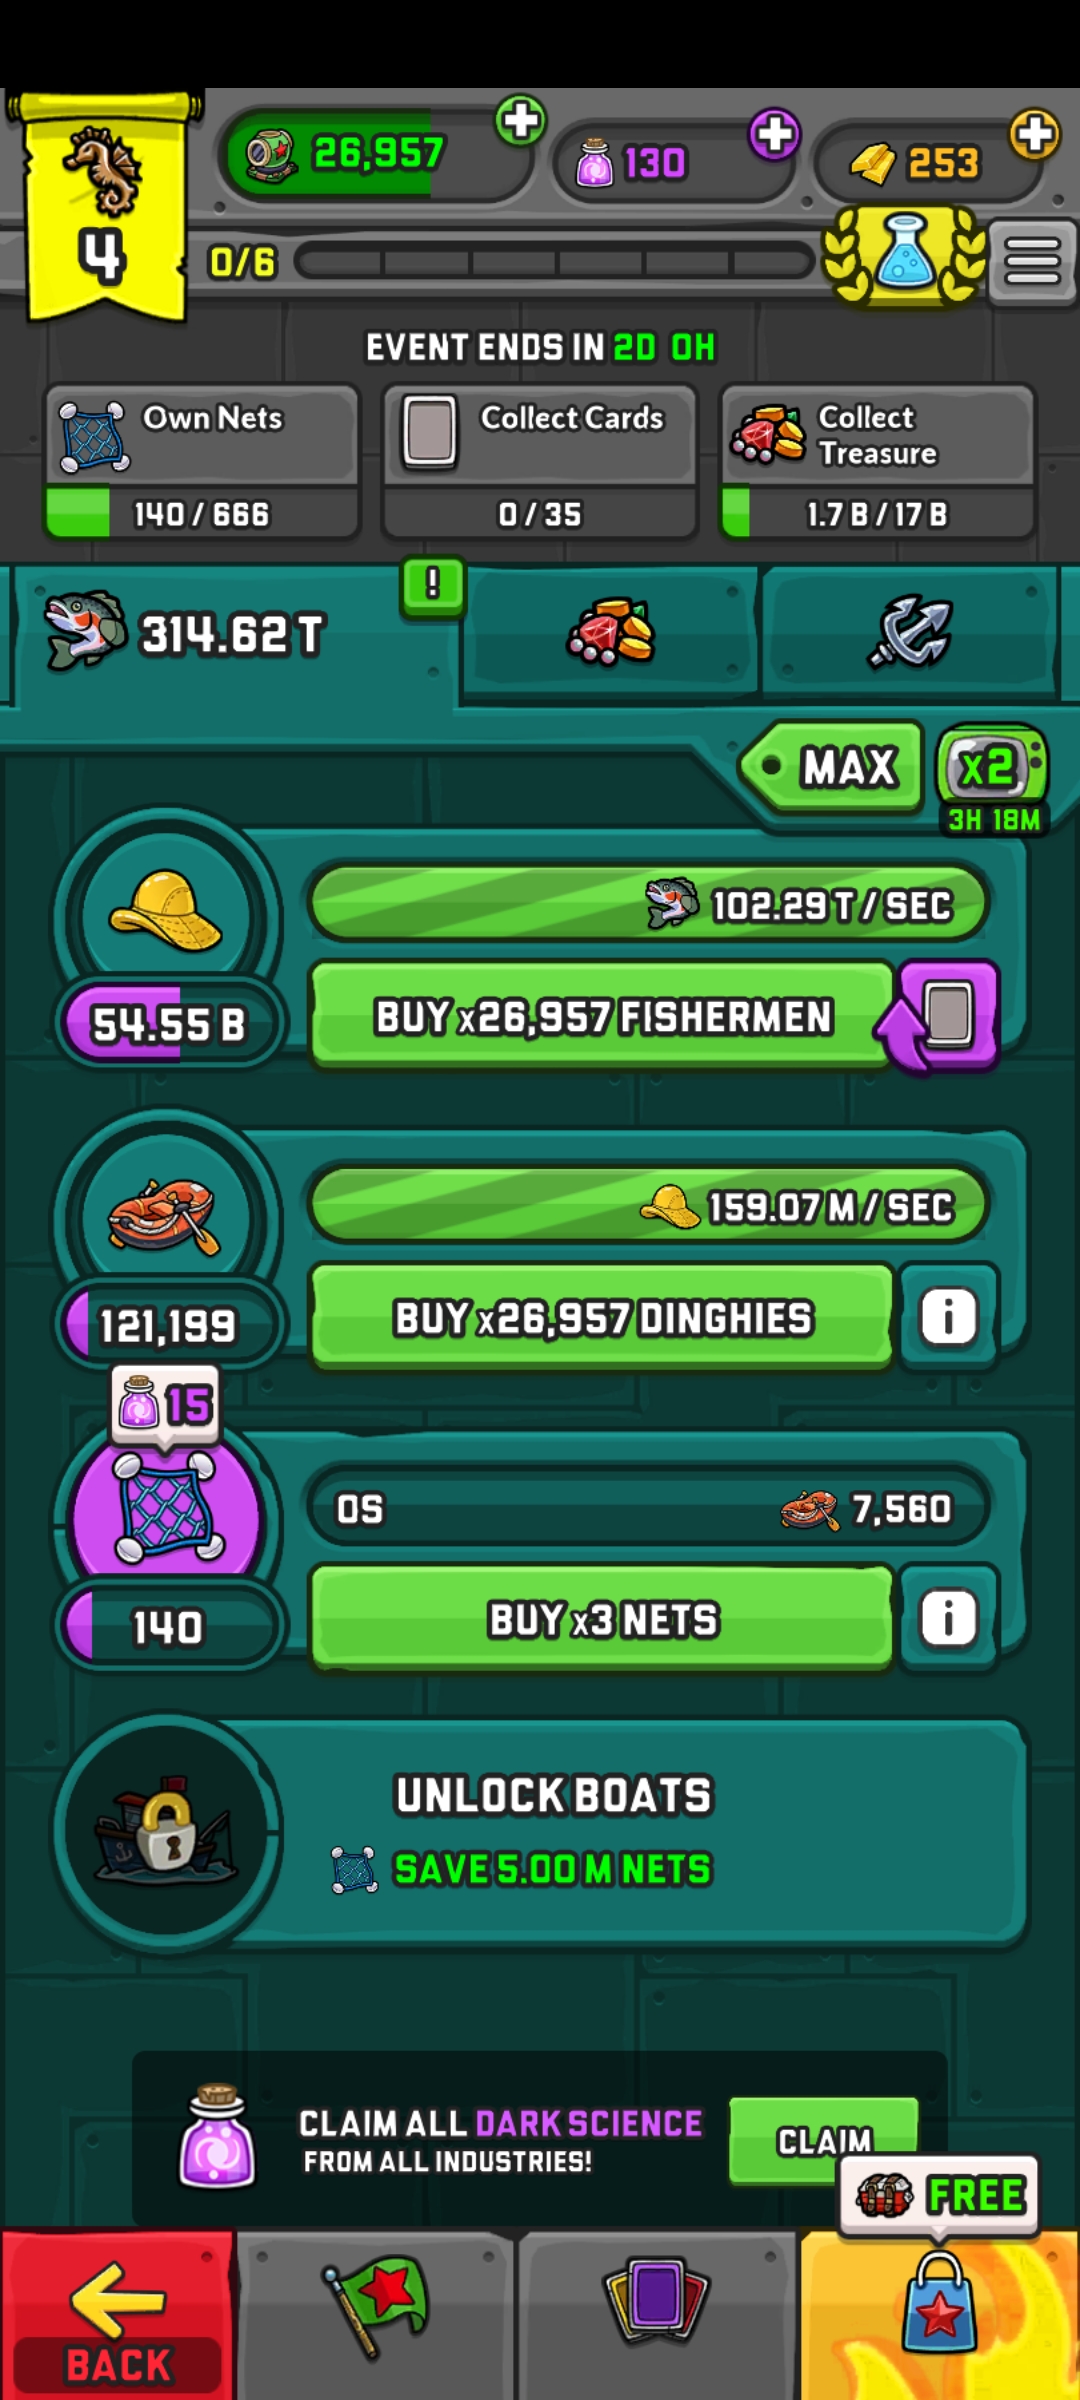 26,957
130
253
4
0/6
EVENT ENDS IN 2D 0H
Own Nets
140 / 666
Collect Cards
0 / 35
Collect
Treasure
1.7 B / 17 B
!
314.62 T
MAX
x2
3H 18M
102.29 T / SEC
54.55 B
BUY x26,957 FISHERMEN
159.07 M / SEC
121,199
BUY x26,957 DINGHIES
i
15
0S
7,560
140
BUY x3 NETS
i
UNLOCK BOATS
SAVE 5.00 M NETS
CLAIM ALL DARK SCIENCE
FROM ALL INDUSTRIES!
CLAIM
FREE
BACK